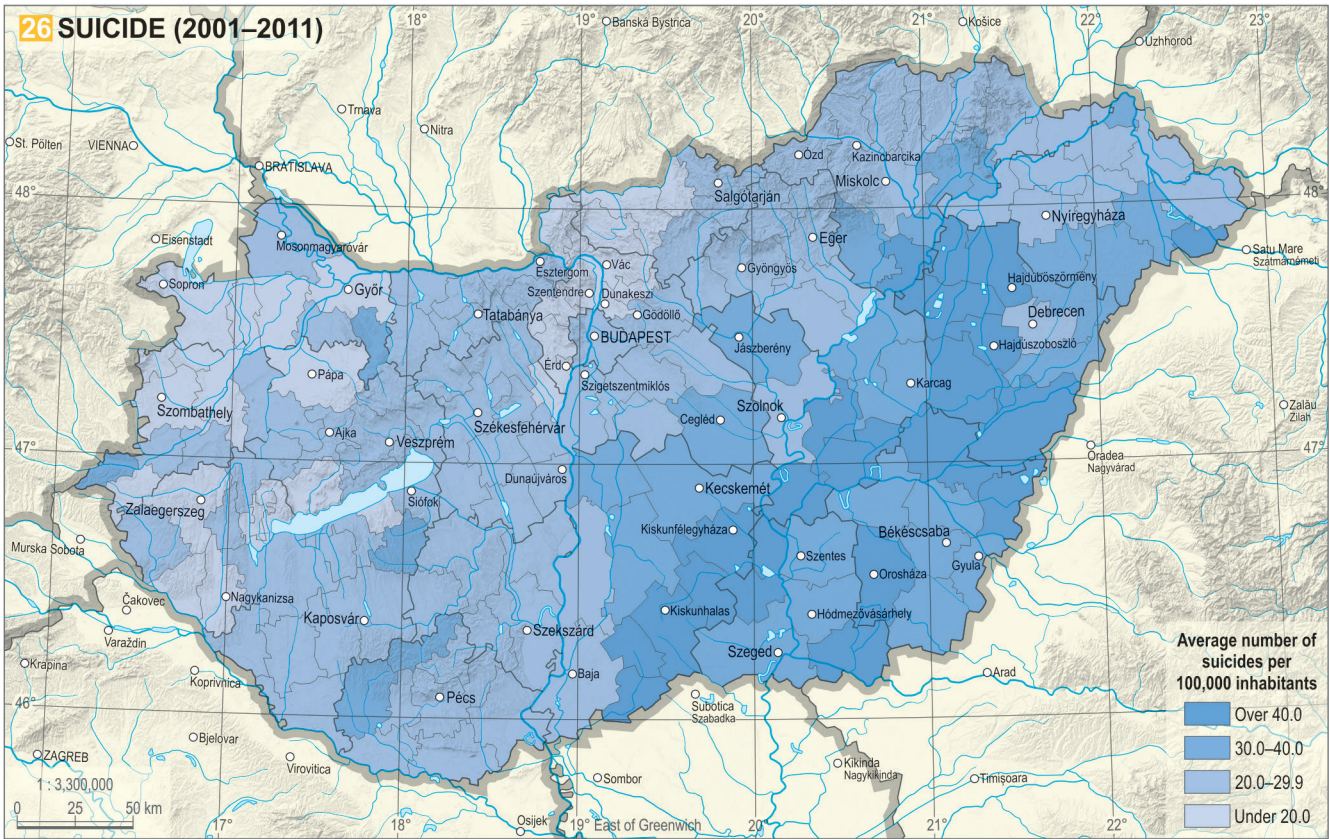 26 SUICIDE (2001–2011)
18°
19°
20°
21°
22°
23°
Banská Bystrica
Košice
Uzhhorod
Trnava
Nitra
St. Pölten
VIENNA
BRATISLAVA
Ózd
Kazincbarcika
Miskolc
Salgótarján
48°
48°
Nyíregyháza
Eisenstadt
Mosonmagyaróvár
Eger
Satu Mare
Szatmárnémeti
Sopron
Győr
Esztergom
Vác
Gyöngyös
Szentendre
Dunakeszi
Hajdúböszörmény
Tatabánya
Gödöllő
Debrecen
BUDAPEST
Jászberény
Hajdúszoboszló
Érd
Pápa
Szigetszentmiklós
Karcag
Szombathely
Székesfehérvár
Cegléd
Szolnok
Zalău
Zilah
Ajka
Veszprém
47°
47°
Oradea
Nagyvárad
Dunaújváros
Zalaegerszeg
Siófok
Kecskemét
Murska Sobota
Kiskunfélegyháza
Békéscsaba
Szentes
Gyula
Orosháza
Čakovec
Nagykanizsa
Kaposvár
Kiskunhalas
Hódmezővásárhely
Varaždin
Szekszárd
Szeged
Krapina
Koprivnica
Baja
Arad
Pécs
Subotica
Szabadka
46°
46°
Bjelovar
ZAGREB
Virovitica
Sombor
Kikinda
Nagykikinda
Timișoara
Osijek
17°
18°
19°
East of Greenwich
20°
21°
22°
1 : 3,300,000
0 25 50 km
Average number of
suicides per
100,000 inhabitants
Over 40.0
30.0–40.0
20.0–29.9
Under 20.0